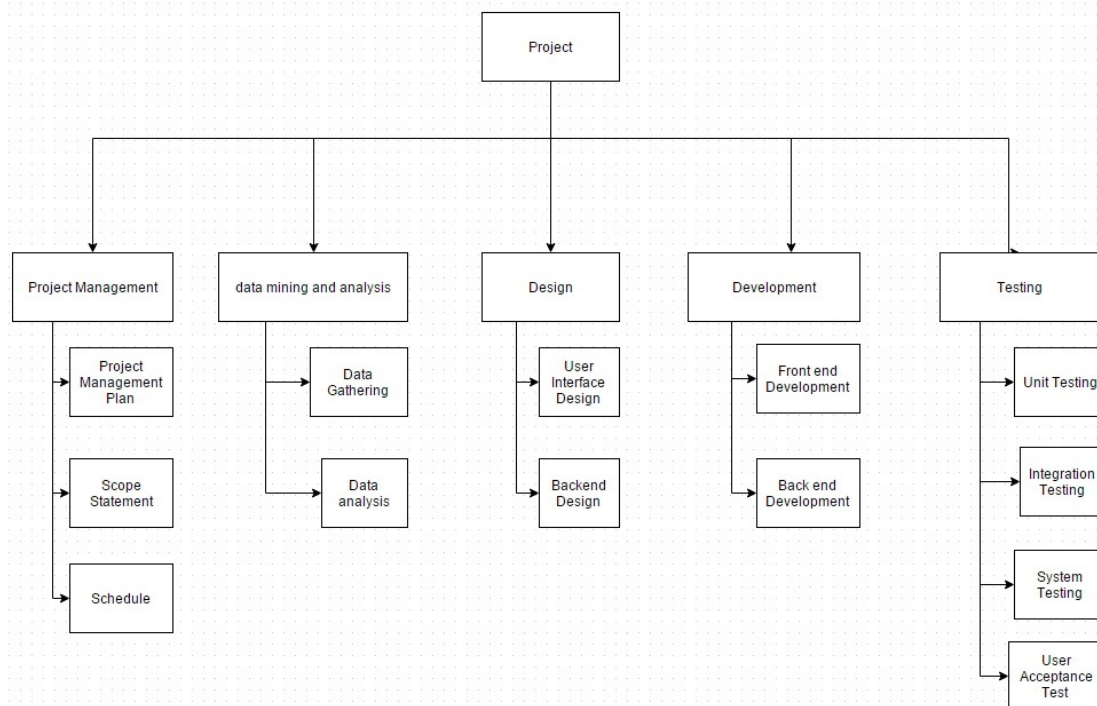 Project
Project Management
data mining and analysis
Design
Development
Testing
Project
Management
Plan
Scope
Statement
Schedule
Data
Gathering
Data
analysis
User
Interface
Design
Backend
Design
Front end
Development
Back end
Development
Unit Testing
Integration
Testing
System
Testing
User
Acceptance
Test